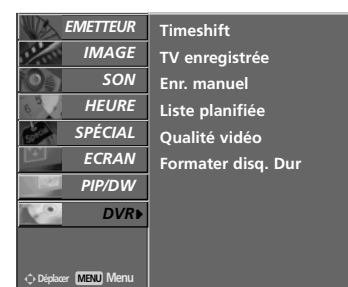 EMETTEUR
IMAGE
SON
HEURE
SPÉCIAL
ECRAN
PIP/DW
DVR
Déplacer MENU Menu
Timeshift
TV enregistrée
Enr. manuel
Liste planifiée
Qualité vidéo
Formater disq. Dur